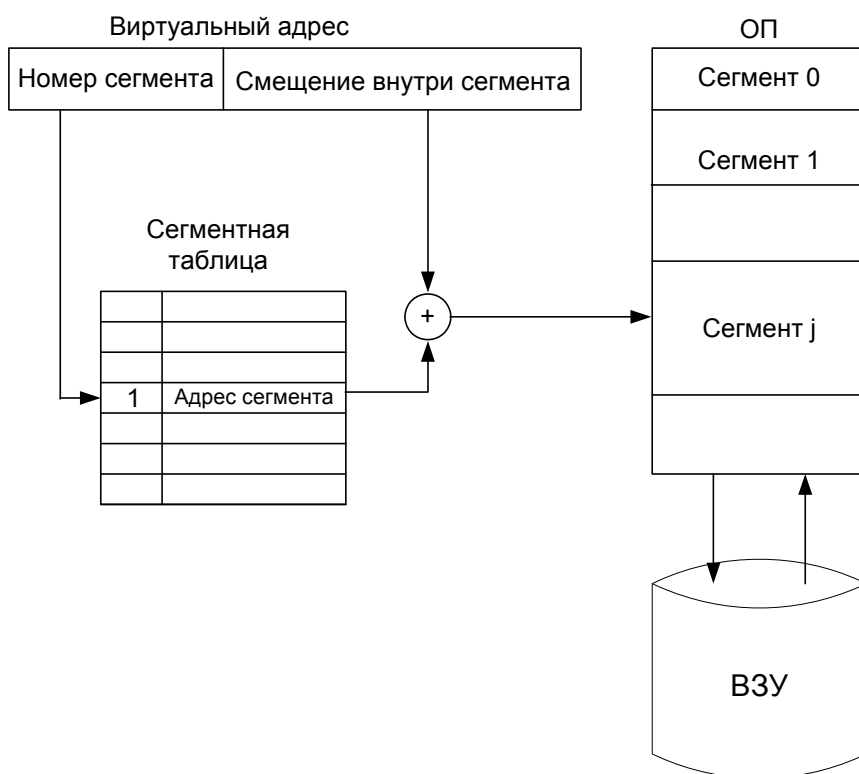 Виртуальный адрес
Номер сегмента
Смещение внутри сегмента
ОП
Сегмент 0
Сегмент 1
Сегментная
таблица
1
Адрес сегмента
+
Сегмент j
ВЗУ